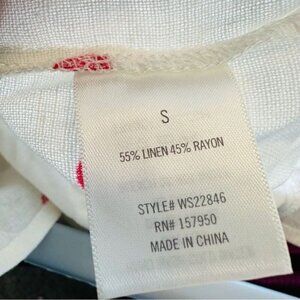 S
55% LINEN 45% RAYON
STYLE# WS22846
RN# 157950
MADE IN CHINA